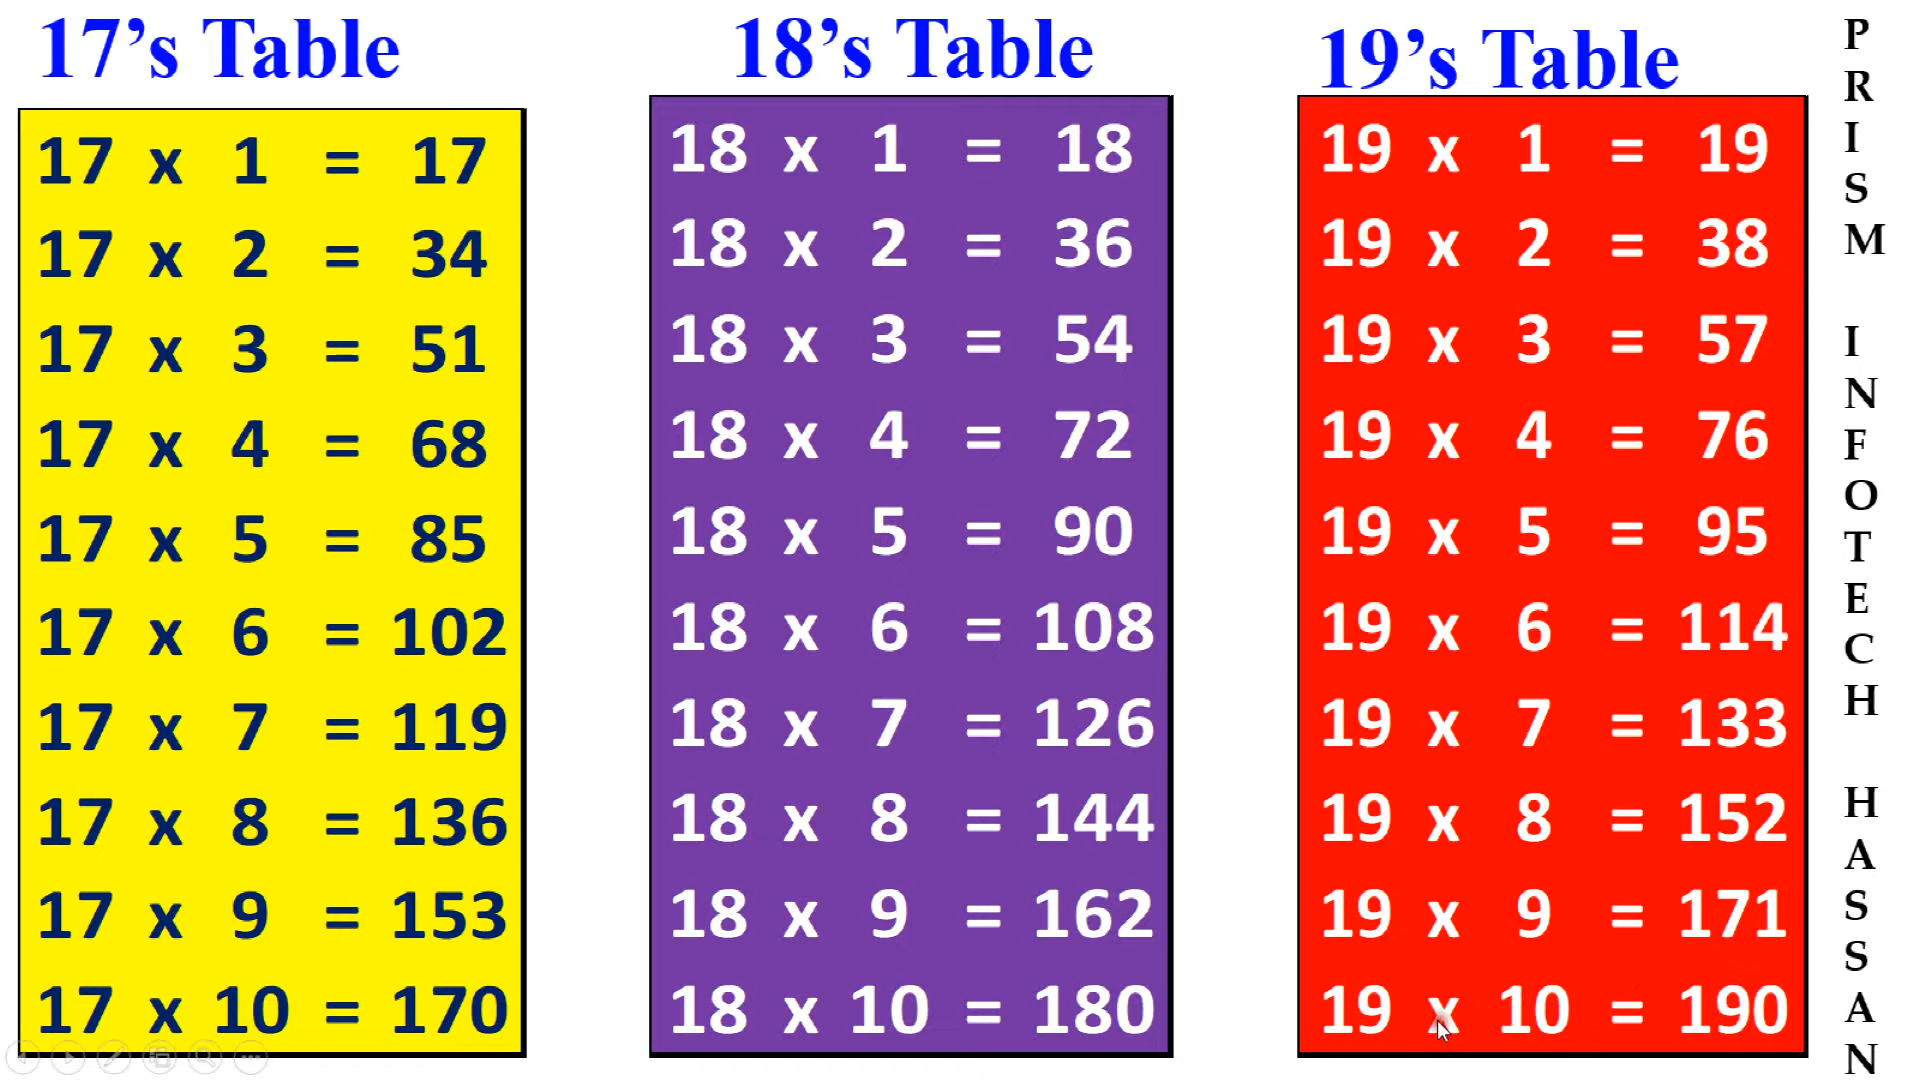 17’s Table
17 x 1 = 17
17 x 2 = 34
17 x 3 = 51
17 x 4 = 68
17 x 5 = 85
17 x 6 = 102
17 x 7 = 119
17 x 8 = 136
17 x 9 = 153
17 x 10 = 170
18’s Table
18 x 1 = 18
18 x 2 = 36
18 x 3 = 54
18 x 4 = 72
18 x 5 = 90
18 x 6 = 108
18 x 7 = 126
18 x 8 = 144
18 x 9 = 162
18 x 10 = 180
19’s Table
19 x 1 = 19
19 x 2 = 38
19 x 3 = 57
19 x 4 = 76
19 x 5 = 95
19 x 6 = 114
19 x 7 = 133
19 x 8 = 152
19 x 9 = 171
19 x 10 = 190
PRISM INFOTECH HASSAN